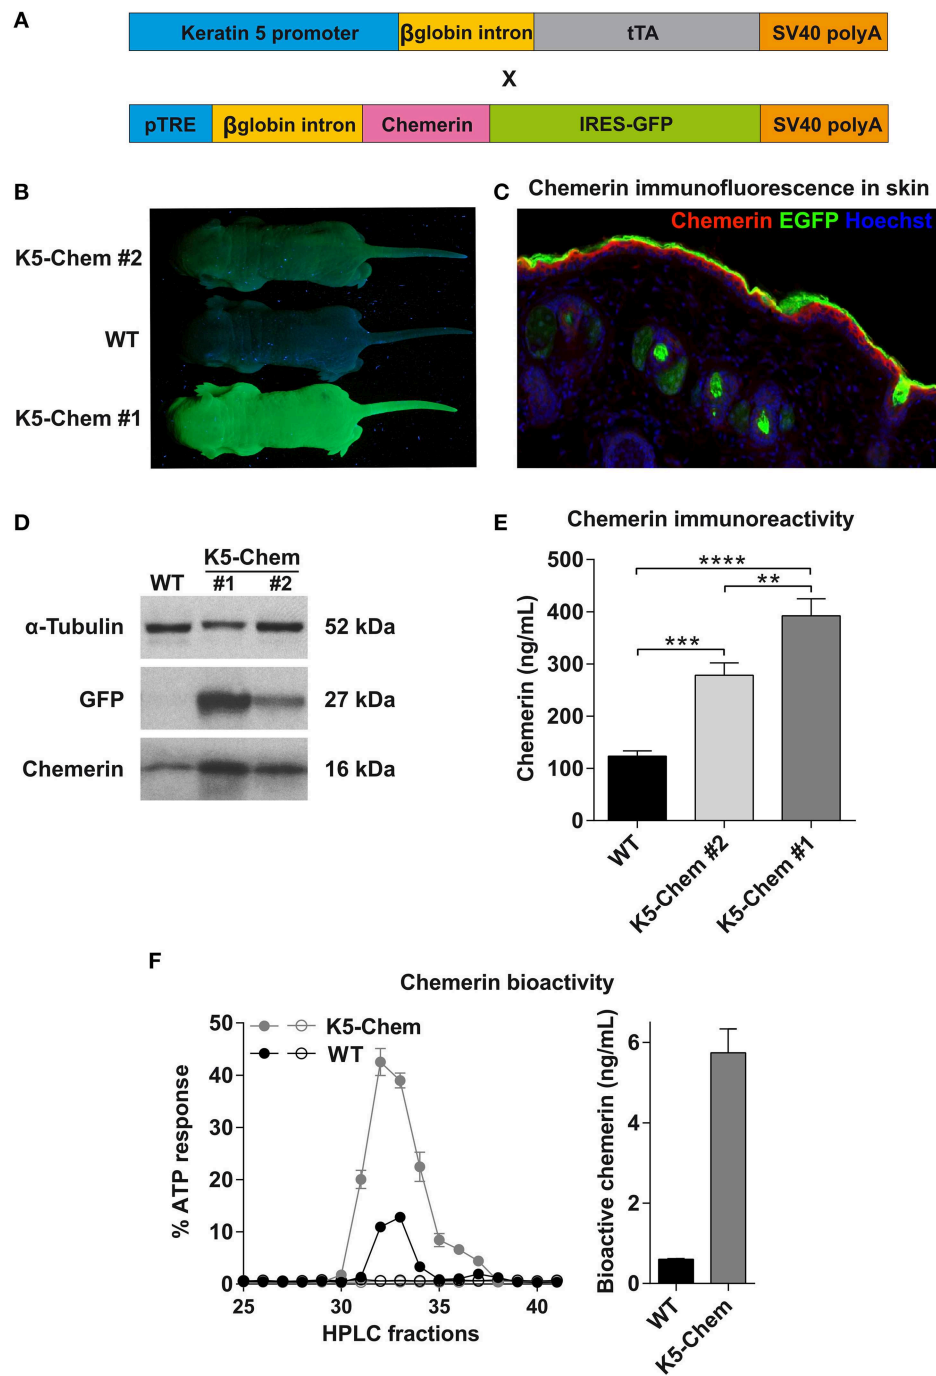 A
Keratin 5 promoter βglobin intron tTA SV40 polyA
X
pTRE βglobin intron Chemerin IRES-GFP SV40 polyA
B
K5-Chem #2
WT
K5-Chem #1
C Chemerin immunofluorescence in skin
Chemerin EGFP Hoechst
D
K5-Chem
WT #1 #2
α-Tubulin 52 kDa
GFP 27 kDa
Chemerin 16 kDa
E Chemerin immunoreactivity
Chemerin (ng/mL)
500
400
300
200
100
0
****
**
***
WT
K5-Chem #2
K5-Chem #1
F
Chemerin bioactivity
% ATP response
50
40
30
20
10
0
K5-Chem
WT
25 30 35 40
HPLC fractions
Bioactive chemerin (ng/mL)
6
4
2
0
WT
K5-Chem